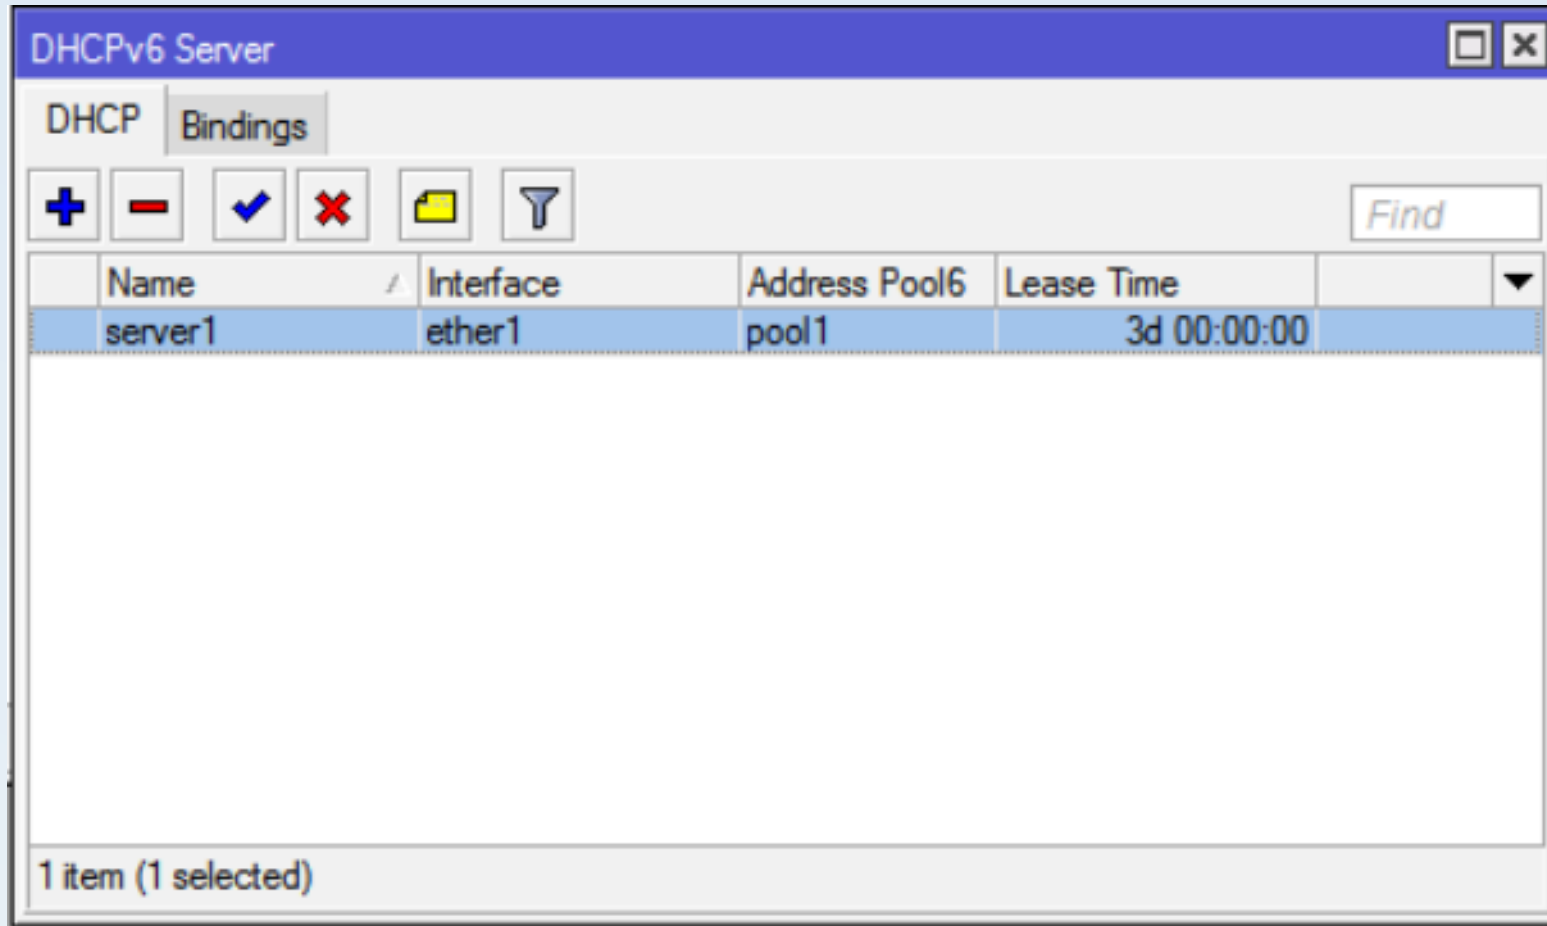 DHCPv6 Server
DHCP Bindings
Find
Name Interface Address Pool6 Lease Time
server1 ether1 pool1 3d 00:00:00
1 item (1 selected)